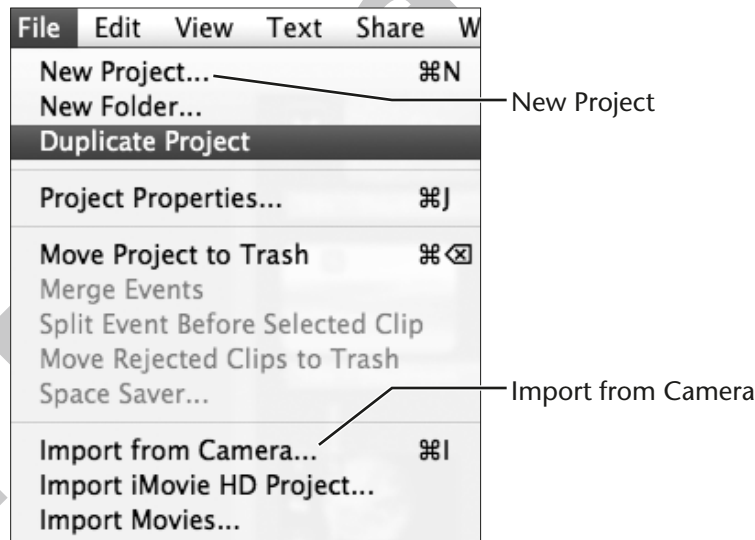 File Edit View Text Share W
New Project... ⌘N
New Project
New Folder...
Duplicate Project
Project Properties... ⌘J
Move Project to Trash ⌘⌫
Merge Events
Split Event Before Selected Clip
Move Rejected Clips to Trash
Space Saver...
Import from Camera
Import from Camera... ⌘I
Import iMovie HD Project...
Import Movies...